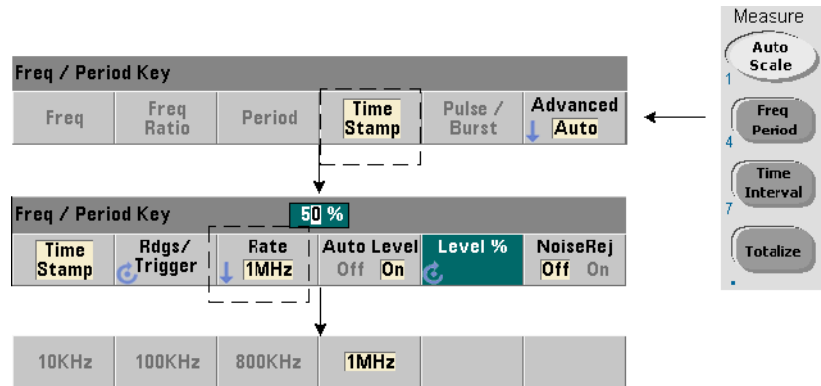 Measure
Auto
Scale
1
Freq
Period
4
Time
Interval
7
Totalize
.
Freq / Period Key
Freq
Freq
Ratio
Period
Time
Stamp
Pulse /
Burst
Advanced
Auto
Freq / Period Key
50 %
Time
Stamp
Rdgs/
Trigger
Rate
1MHz
Auto Level
Off On
Level %
NoiseRej
Off On
10KHz
100KHz
800KHz
1MHz